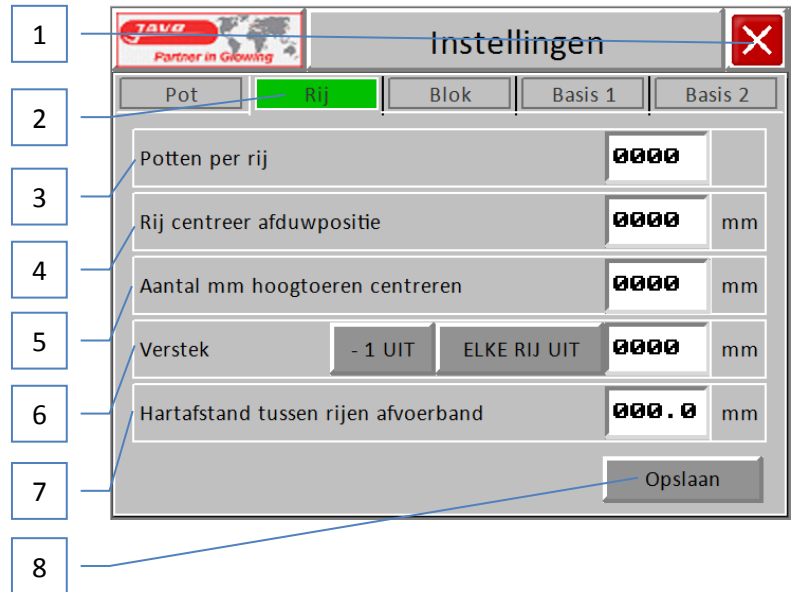 1
JAVO
Partner in Growing
Instellingen
2
Pot Rij Blok Basis 1 Basis 2
3
Potten per rij 0000
4
Rij centreer afduwpositie 0000 mm
5
Aantal mm hoogtoeren centreren 0000 mm
6
Verstek - 1 UIT ELKE RIJ UIT 0000 mm
7
Hartafstand tussen rijen afvoerband 000.0 mm
8
Opslaan